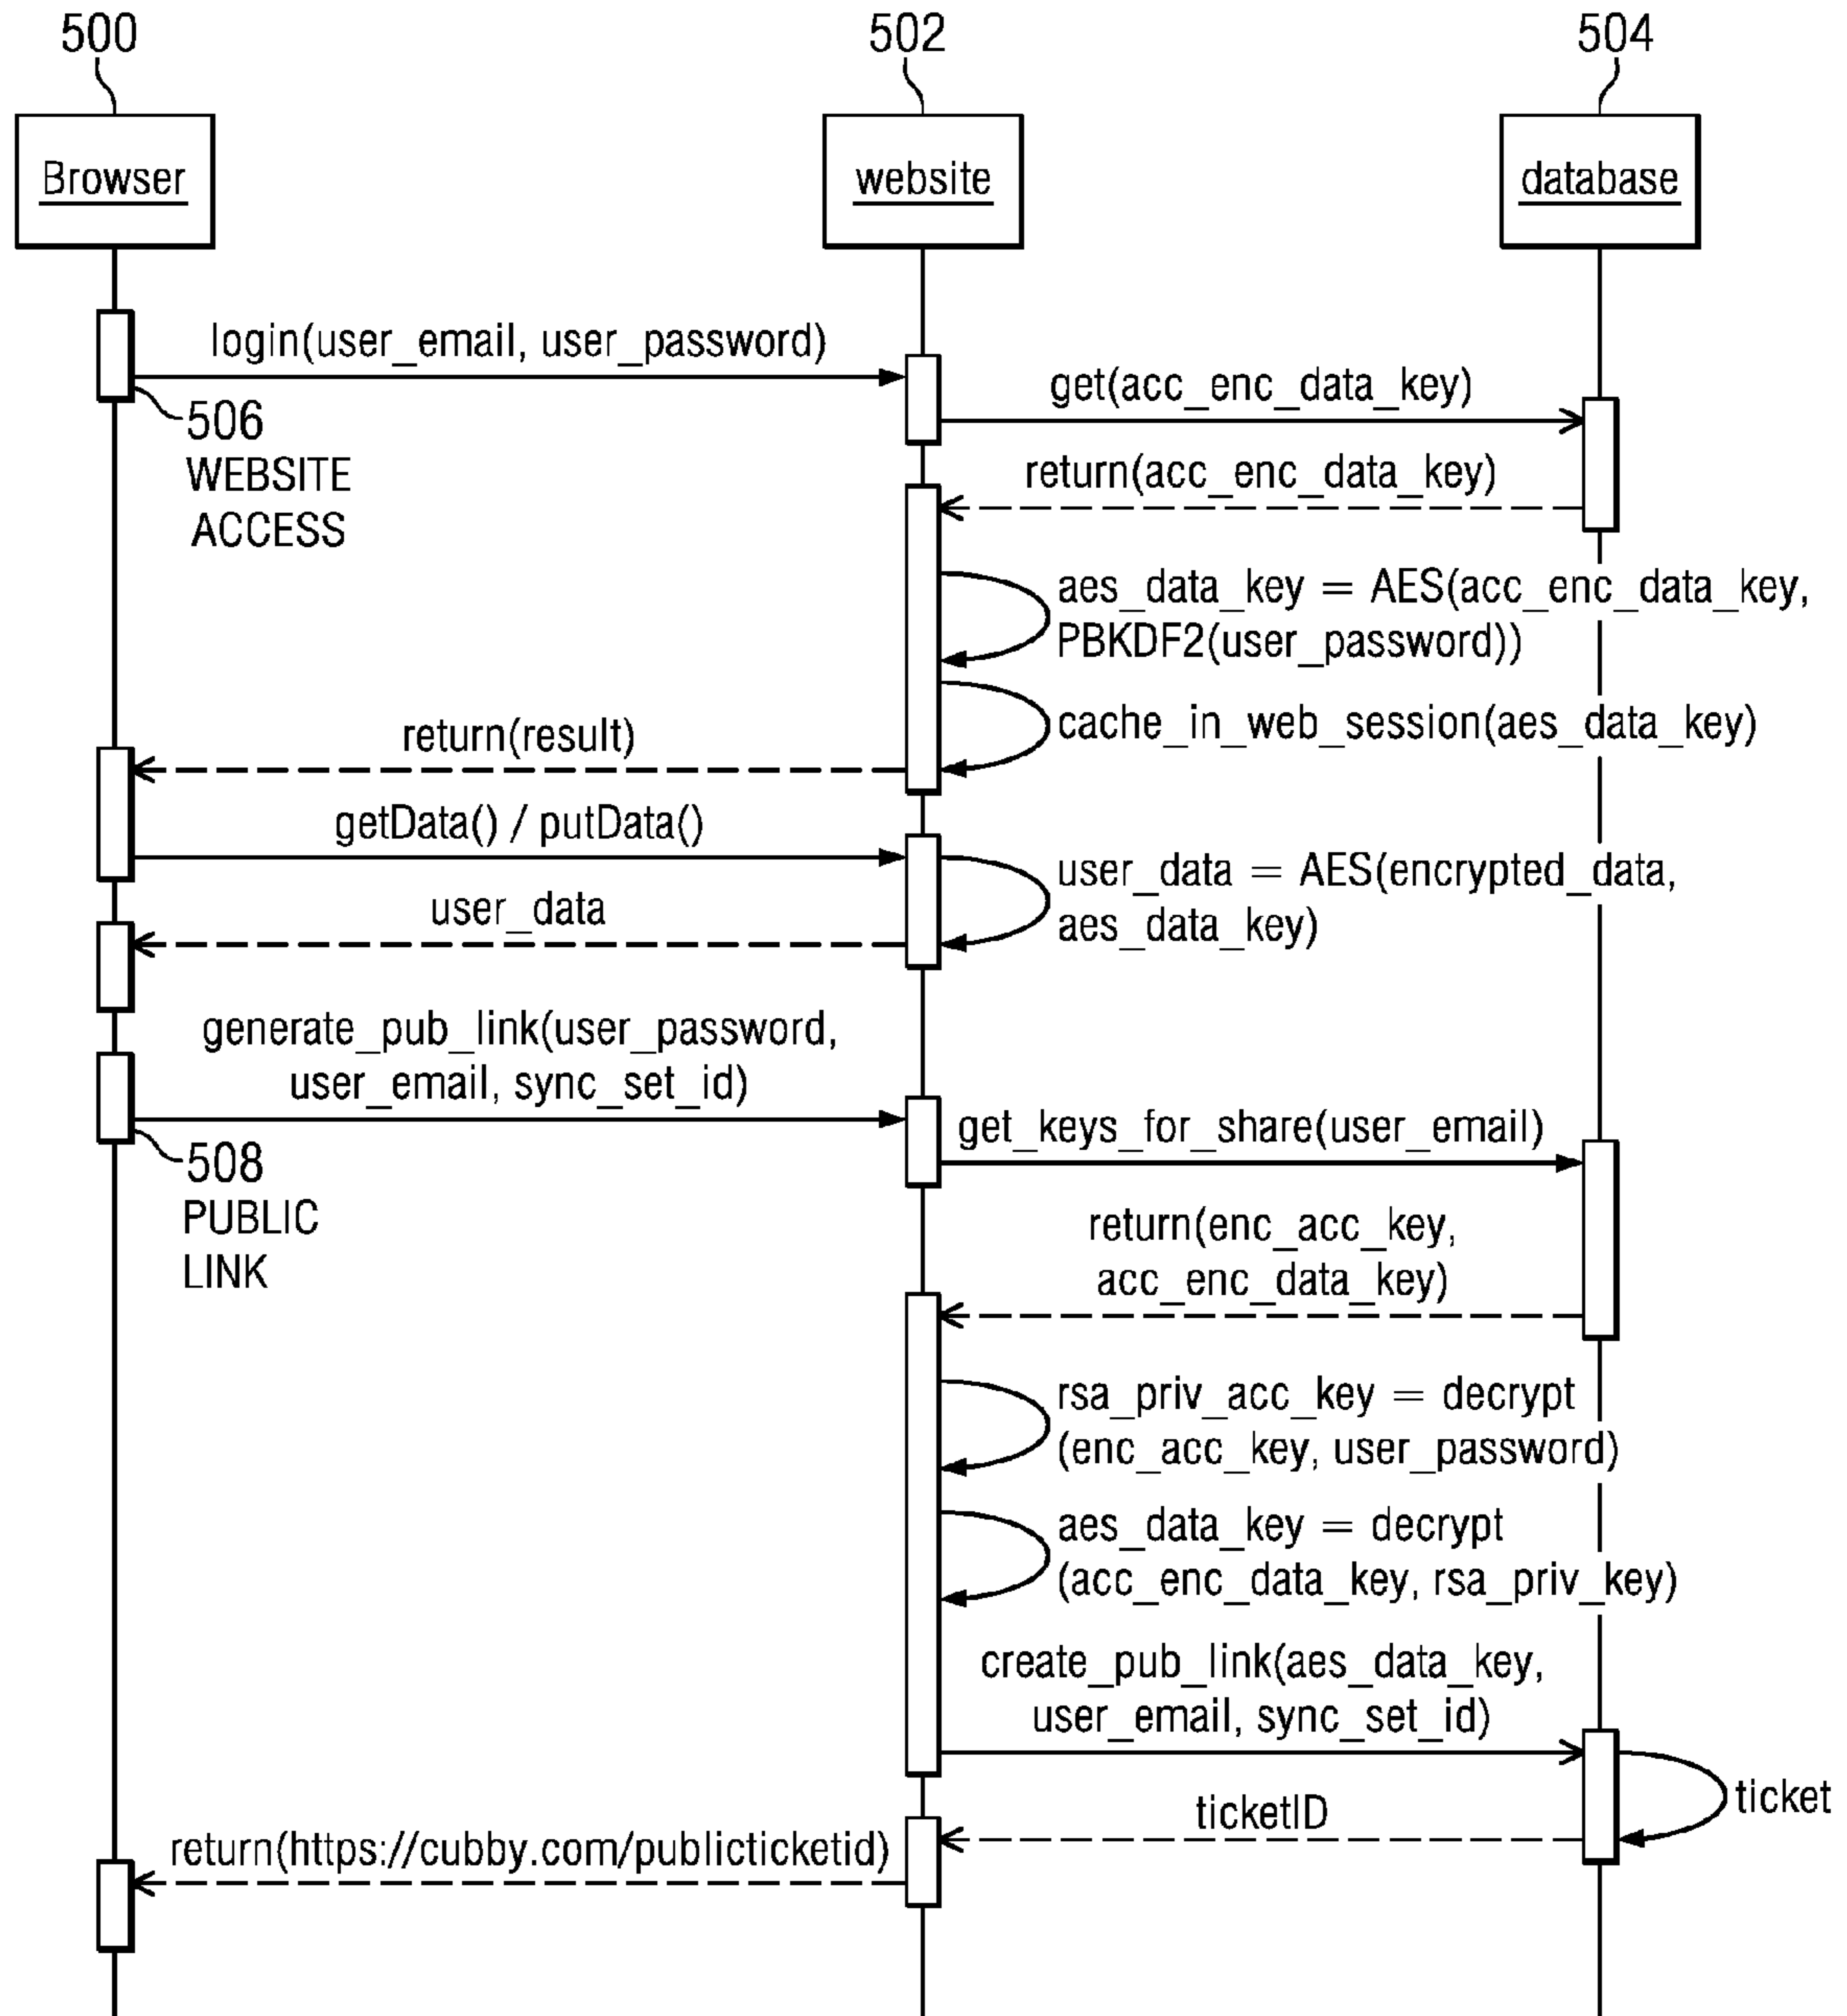 500
502
504
Browser
website
database
login(user_email, user_password)
get(acc_enc_data_key)
506
WEBSITE
ACCESS
return(acc_enc_data_key)
aes_data_key = AES(acc_enc_data_key,
PBKDF2(user_password))
cache_in_web_session(aes_data_key)
return(result)
getData() / putData()
user_data = AES(encrypted_data,
aes_data_key)
user_data
generate_pub_link(user_password,
user_email, sync_set_id)
get_keys_for_share(user_email)
508
PUBLIC
LINK
return(enc_acc_key,
acc_enc_data_key)
rsa_priv_acc_key = decrypt
(enc_acc_key, user_password)
aes_data_key = decrypt
(acc_enc_data_key, rsa_priv_key)
create_pub_link(aes_data_key,
user_email, sync_set_id)
ticket
ticketID
return(https://cubby.com/publicticketid)